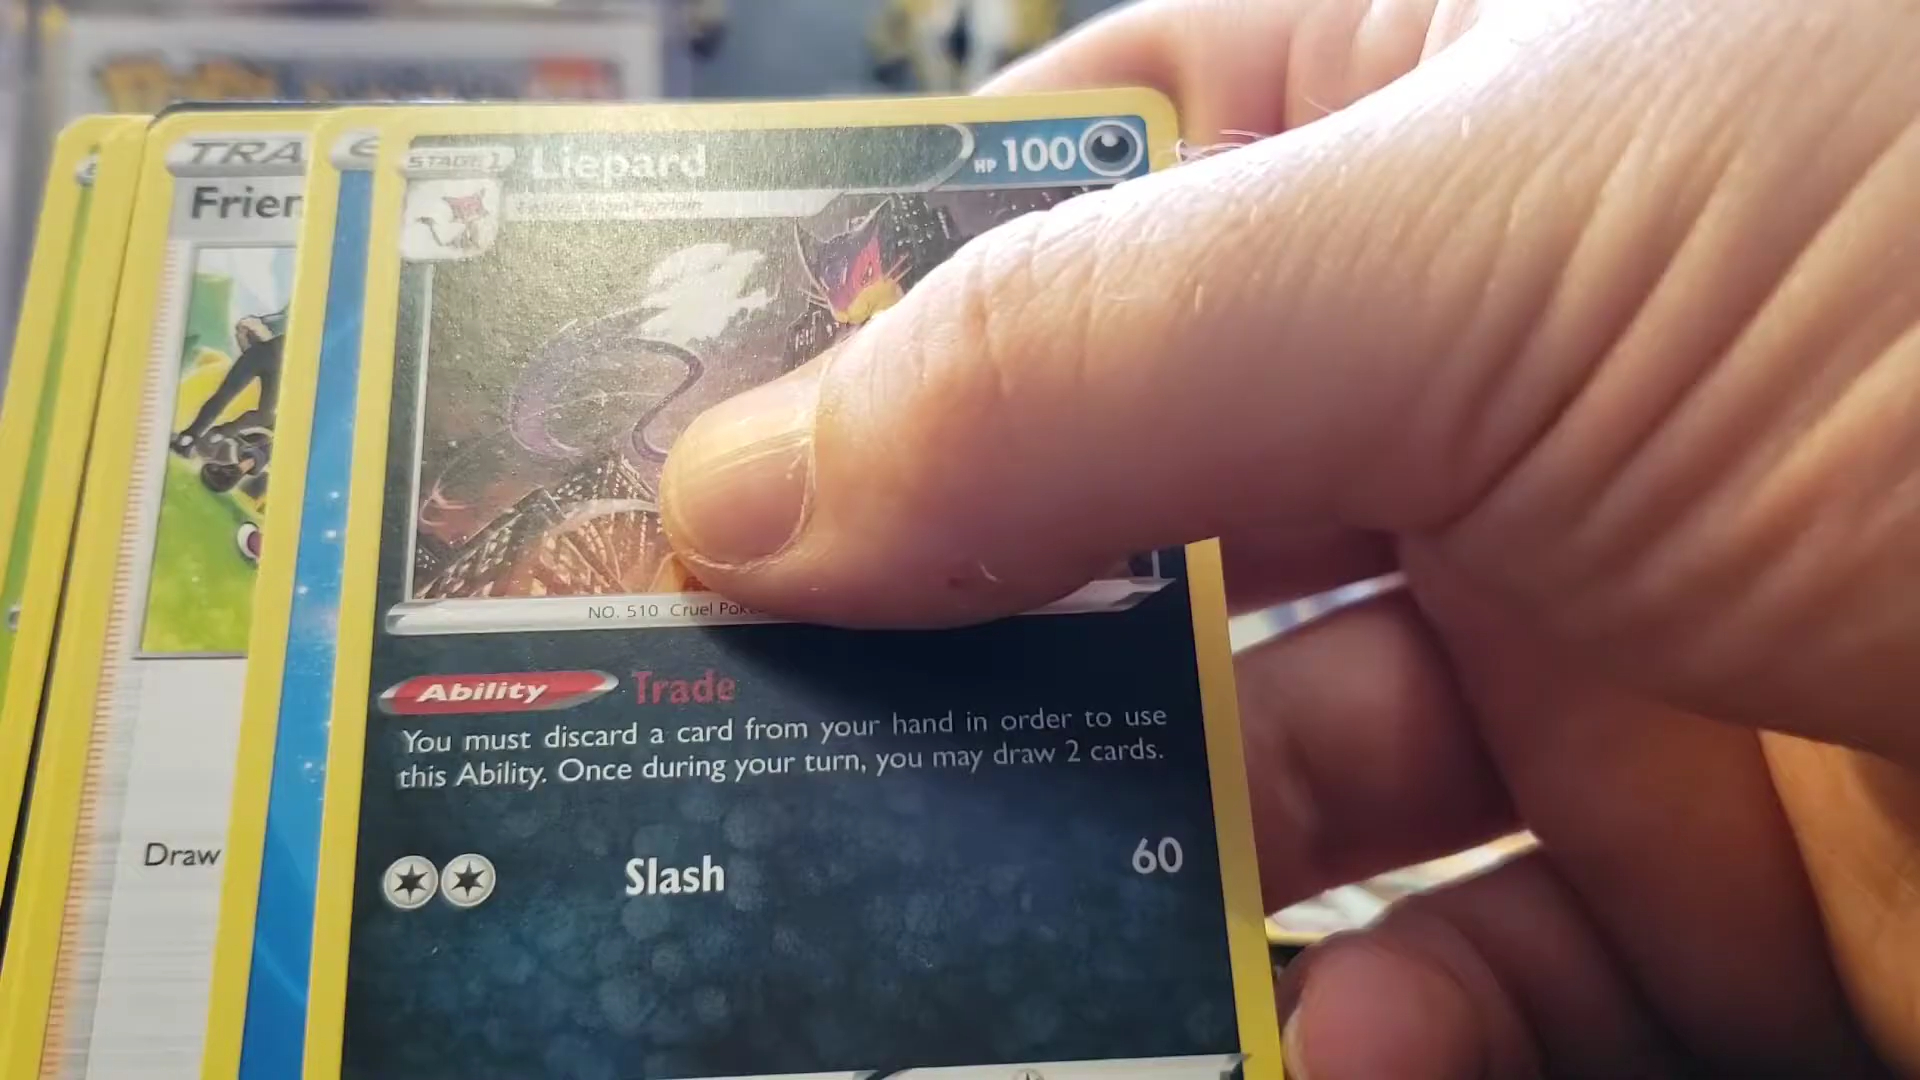 TRA
Frier
Draw
STAGE 1 Liepard HP 100
NO. 510 Cruel Poké
Ability Trade
You must discard a card from your hand in order to use
this Ability. Once during your turn, you may draw 2 cards.
Slash 60